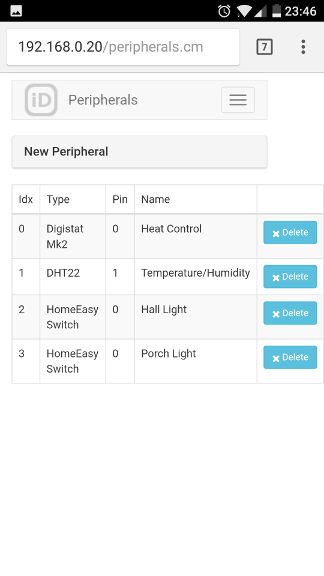 23:46
192.168.0.20/peripherals.cm
7
iD Peripherals
New Peripheral
Idx Type Pin Name
0 Digistat Mk2 0 Heat Control Delete
1 DHT22 1 Temperature/Humidity Delete
2 HomeEasy Switch 0 Hall Light Delete
3 HomeEasy Switch 0 Porch Light Delete